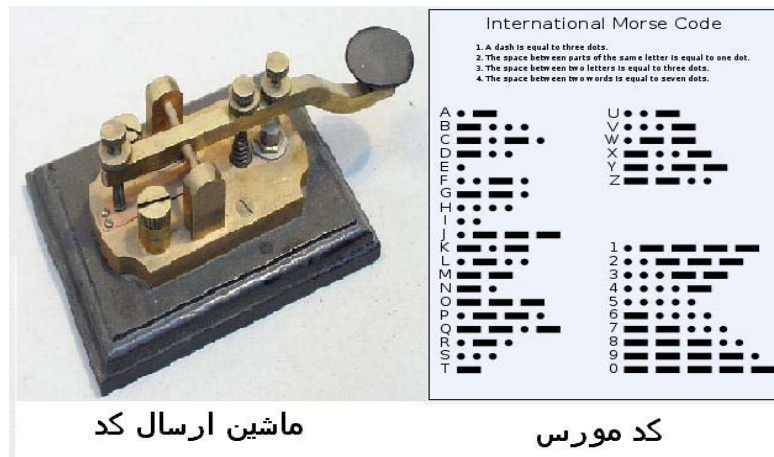 International Morse Code
1. A dash is equal to three dots.
2. The space between parts of the same letter is equal to one dot.
3. The space between two letters is equal to three dots.
4. The space between two words is equal to seven dots.
A
B
C
D
E
F
G
H
I
J
K
L
M
N
O
P
Q
R
S
T
U
V
W
X
Y
Z
1
2
3
4
5
6
7
8
9
0
ماشین ارسال کد
کد مورس